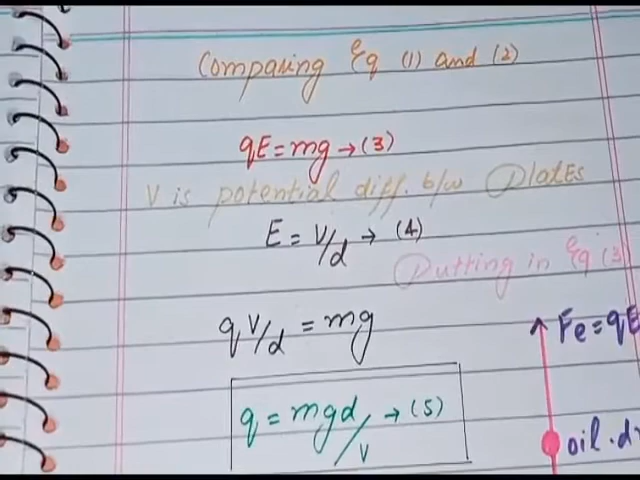 Comparing Eq (1) and (2)
qE = mg → (3)
V is potential diff. b/w Plates
E = V/d → (4)
Putting in Eq (3)
q V/d = mg
Fe = qE
q = mgd/V → (5)
oil.